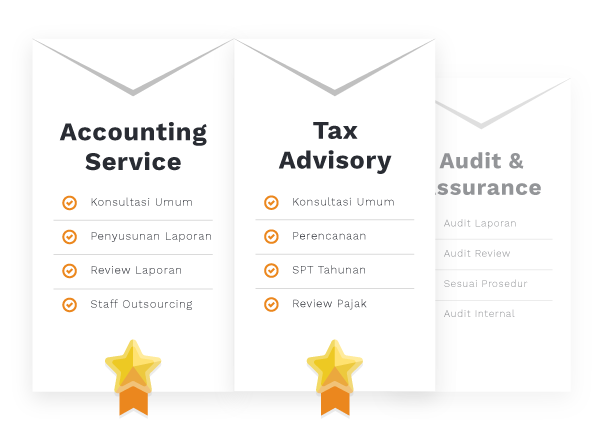 Accounting
Service
Konsultasi Umum
Penyusunan Laporan
Review Laporan
Staff Outsourcing
Tax
Advisory
Konsultasi Umum
Perencanaan
SPT Tahunan
Review Pajak
Audit &
ssurance
Audit Laporan
Audit Review
Sesuai Prosedur
Audit Internal